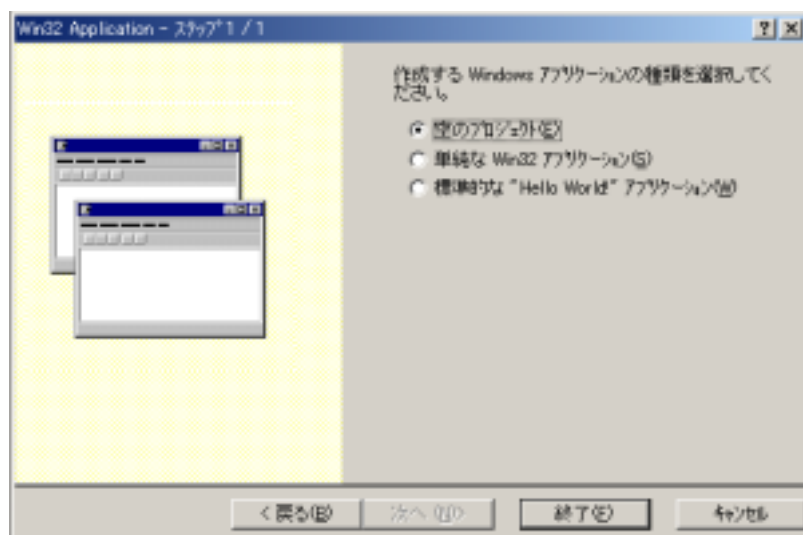 Win32 Application - ステップ 1 / 1
作成する Windows アプリケーションの種類を選択してく
ださい。
空のプロジェクト(E)
単純な Win32 アプリケーション(S)
標準的な "Hello World" アプリケーション(W)
< 戻る(B)
次へ (N)>
終了(F)
キャンセル